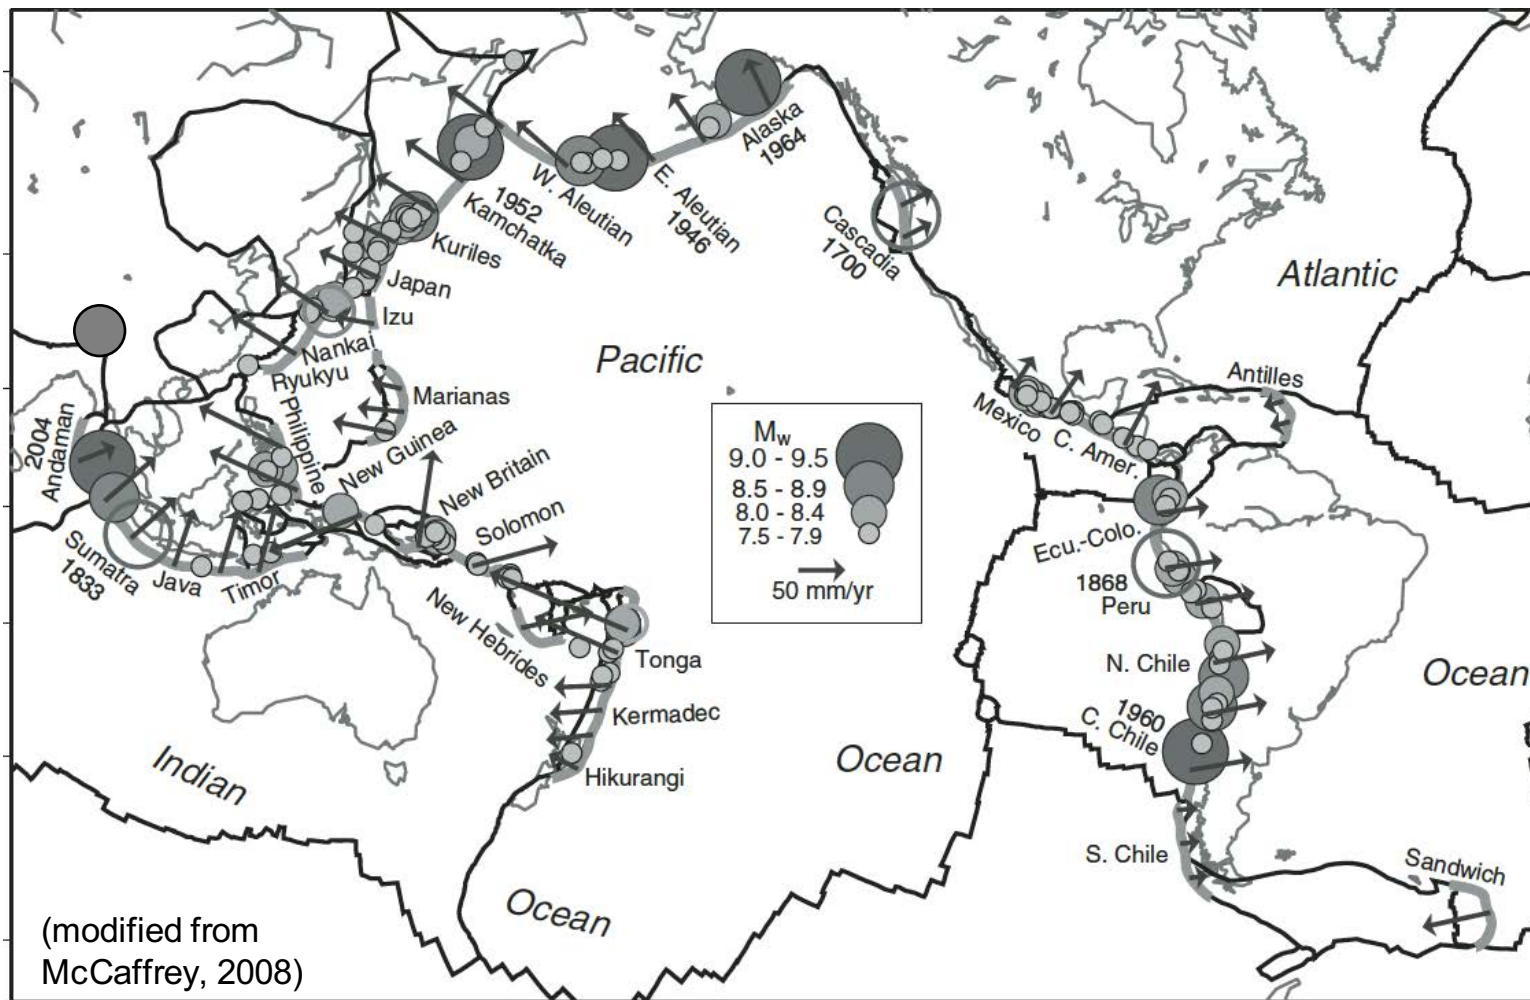 Alaska
1964
W. Aleutian
E. Aleutian
1946
1952
Kamchatka
Kuriles
Japan
Izu
Nankai
Ryukyu
Marianas
Philippine
New Guinea
New Britain
Solomon
2004
Andaman
Sumatra
1833
Java
Timor
New Hebrides
Tonga
Kermadec
Hikurangi
Indian
Ocean
Pacific
Ocean
Mw
9.0 - 9.5
8.5 - 8.9
8.0 - 8.4
7.5 - 7.9
50 mm/yr
Cascadia
1700
Atlantic
Ocean
Antilles
Mexico
C. Amer.
Ecu.-Colo.
1868
Peru
N. Chile
1960
C. Chile
S. Chile
Sandwich
(modified from
McCaffrey, 2008)